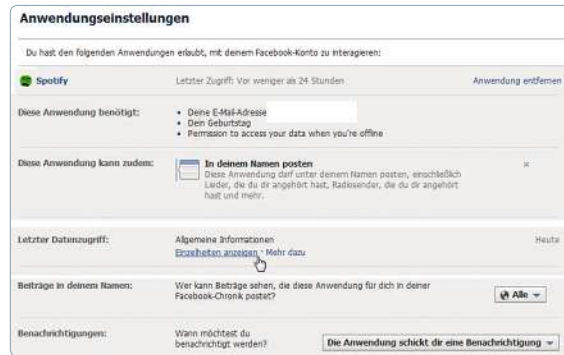 Anwendungseinstellungen
Du hast den folgenden Anwendungen erlaubt, mit deinem Facebook-Konto zu interagieren:
Spotify Letzter Zugriff: Vor weniger als 24 Stunden Anwendung entfernen
Diese Anwendung benötigt:
• Deine E-Mail-Adresse
• Dein Geburtstag
• Permission to access your data when you're offline
Diese Anwendung kann zudem:
In deinem Namen posten ×
Diese Anwendung darf unter deinem Namen posten, einschließlich
Lieder, die du dir angehört hast, Radiosender, die du dir angehört
hast und mehr.
Letzter Datenzugriff:
Allgemeine Informationen Heute
Einzelheiten anzeigen · Mehr dazu
Beiträge in deinem Namen:
Wer kann Beiträge sehen, die diese Anwendung für dich in deiner
Facebook-Chronik postet?
Alle
Benachrichtigungen:
Wann möchtest du
benachrichtigt werden?
Die Anwendung schickt dir eine Benachrichtigung